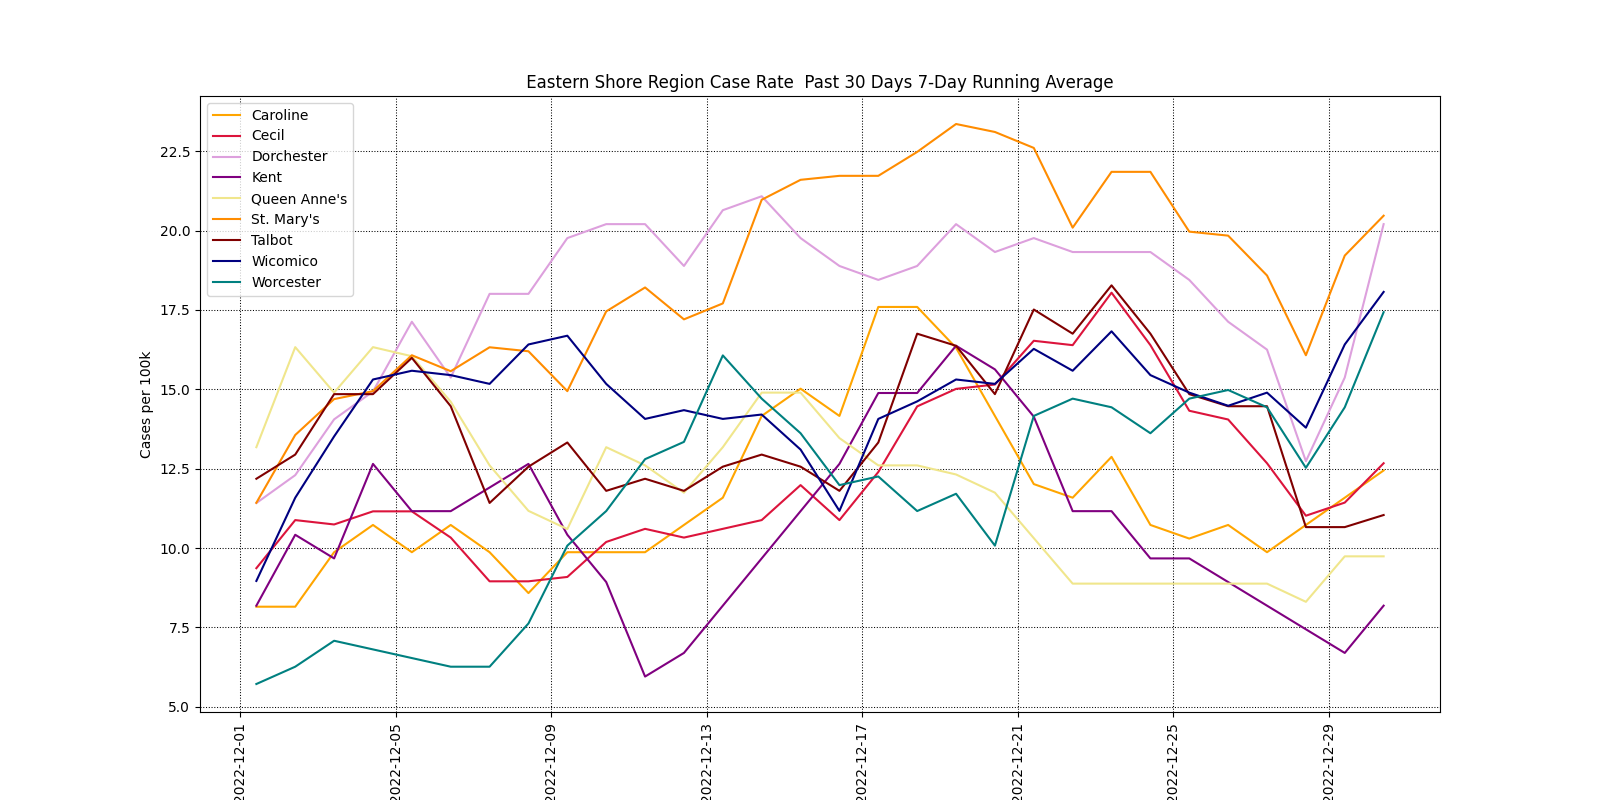 Eastern Shore Region Case Rate  Past 30 Days 7-Day Running Average
Caroline
Cecil
Dorchester
Kent
Queen Anne's
St. Mary's
Talbot
Wicomico
Worcester
Cases per 100k
22.5
20.0
17.5
15.0
12.5
10.0
7.5
5.0
2022-12-01
2022-12-05
2022-12-09
2022-12-13
2022-12-17
2022-12-21
2022-12-25
2022-12-29